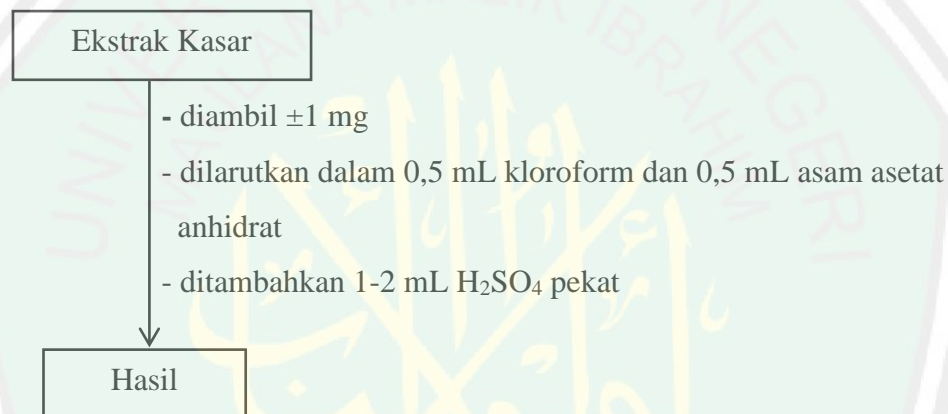 Ekstrak Kasar
- diambil ±1 mg
- dilarutkan dalam 0,5 mL kloroform dan 0,5 mL asam asetat
anhidrat
- ditambahkan 1-2 mL H₂SO₄ pekat
Hasil